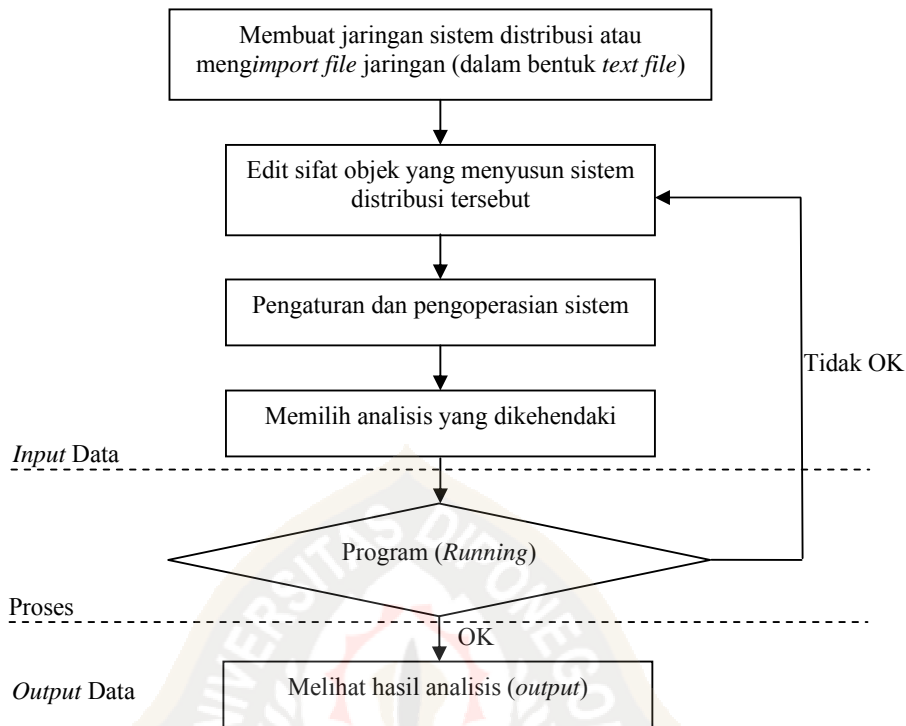 Membuat jaringan sistem distribusi atau
mengimport file jaringan (dalam bentuk text file)
Edit sifat objek yang menyusun sistem
distribusi tersebut
Pengaturan dan pengoperasian sistem
Tidak OK
Memilih analisis yang dikehendaki
Input Data
Program (Running)
Proses
OK
Output Data
Melihat hasil analisis (output)
UNIVERSITAS DIPONEGO